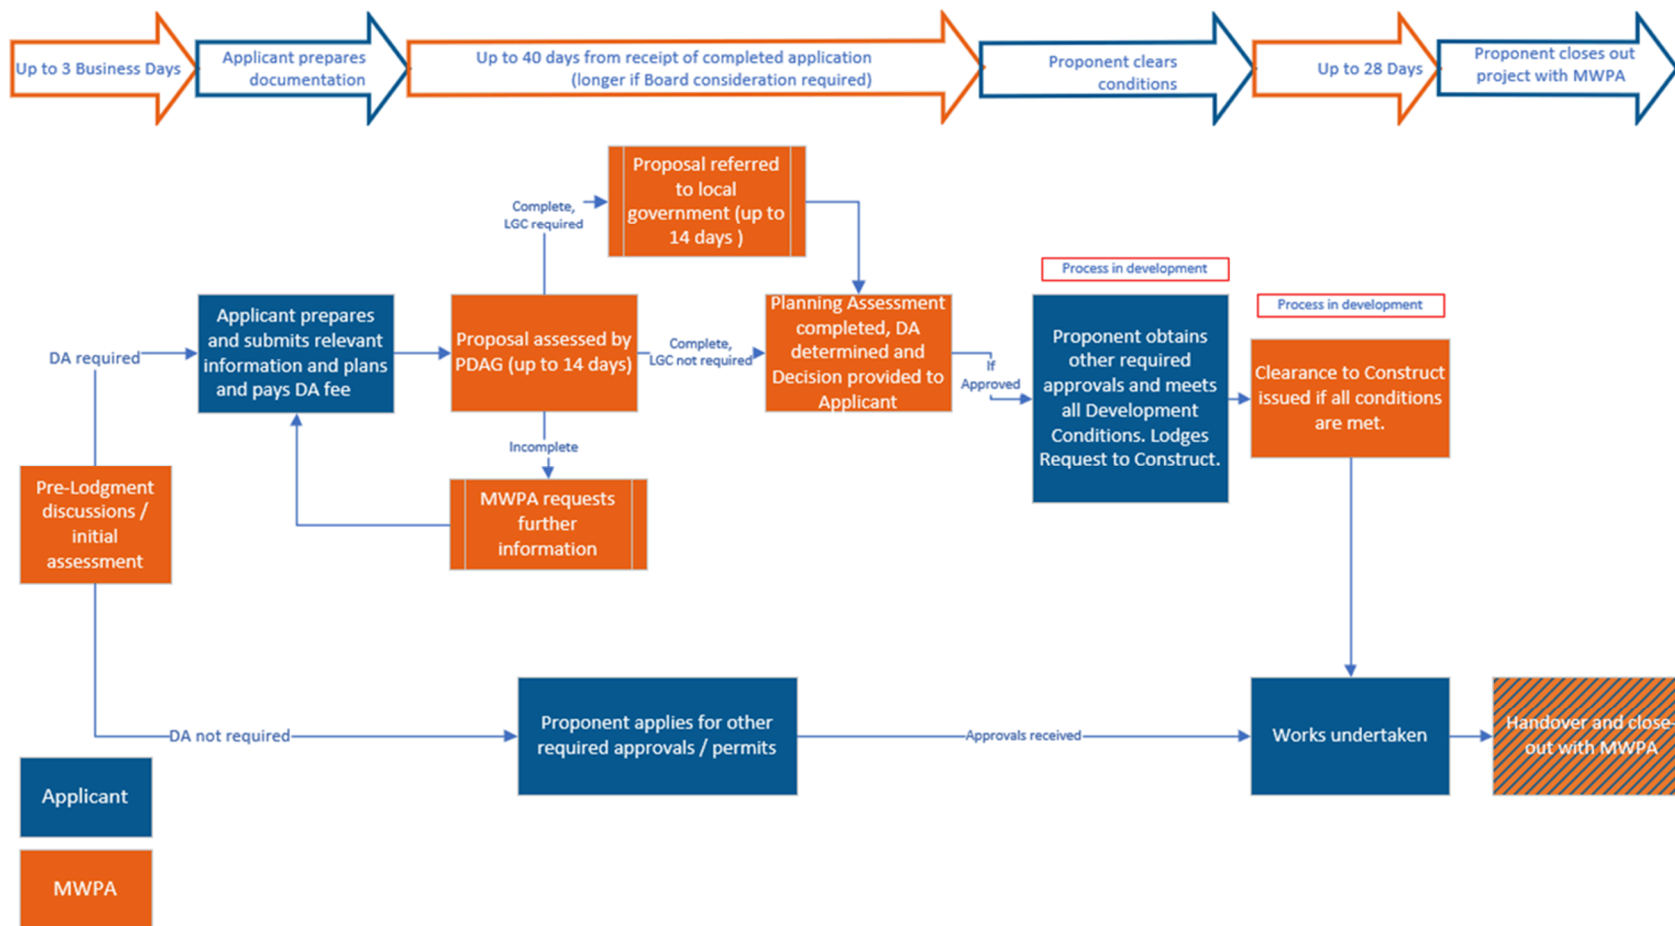 Up to 3 Business Days
Applicant prepares
documentation
Up to 40 days from receipt of completed application
(longer if Board consideration required)
Proponent clears
conditions
Up to 28 Days
Proponent closes out
project with MWPA
Proposal referred
to local
government (up to
14 days )
Complete,
LGC required
Process in development
Process in development
DA required
Applicant prepares
and submits relevant
information and plans
and pays DA fee
Proposal assessed by
PDAG (up to 14 days)
Complete,
LGC not required
Planning Assessment
completed, DA
determined and
Decision provided to
Applicant
If
Approved
Proponent obtains
other required
approvals and meets
all Development
Conditions. Lodges
Request to Construct.
Clearance to Construct
issued if all conditions
are met.
Incomplete
Pre-Lodgment
discussions /
initial
assessment
MWPA requests
further
information
DA not required
Proponent applies for other
required approvals / permits
Approvals received
Works undertaken
Handover and close-
out with MWPA
Applicant
MWPA